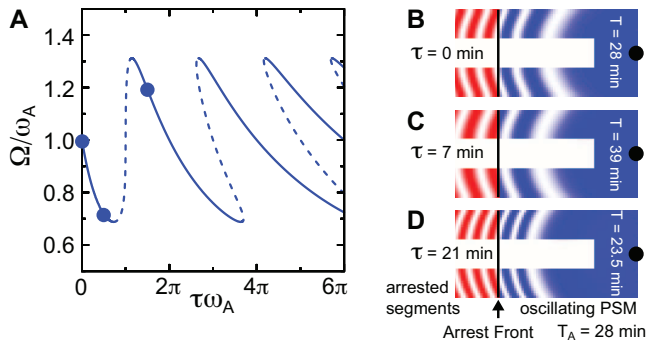 A
1.4
1.2
1.0
0.8
0.6
Ω/ω_A
0
2π
4π
6π
τω_A
B
τ = 0 min
T = 28 min
C
τ = 7 min
T = 39 min
D
τ = 21 min
T = 23.5 min
arrested
segments
oscillating PSM
Arrest Front
T_A = 28 min